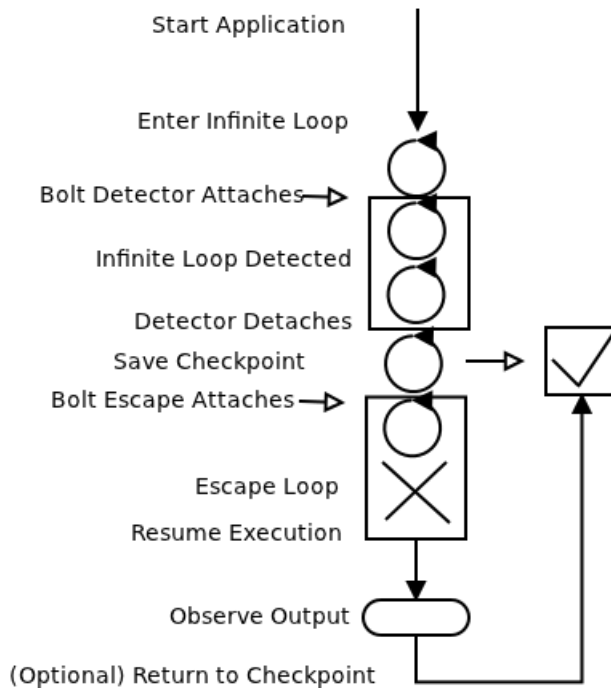 Start Application
Enter Infinite Loop
Bolt Detector Attaches
Infinite Loop Detected
Detector Detaches
Save Checkpoint
Bolt Escape Attaches
Escape Loop
Resume Execution
Observe Output
(Optional) Return to Checkpoint